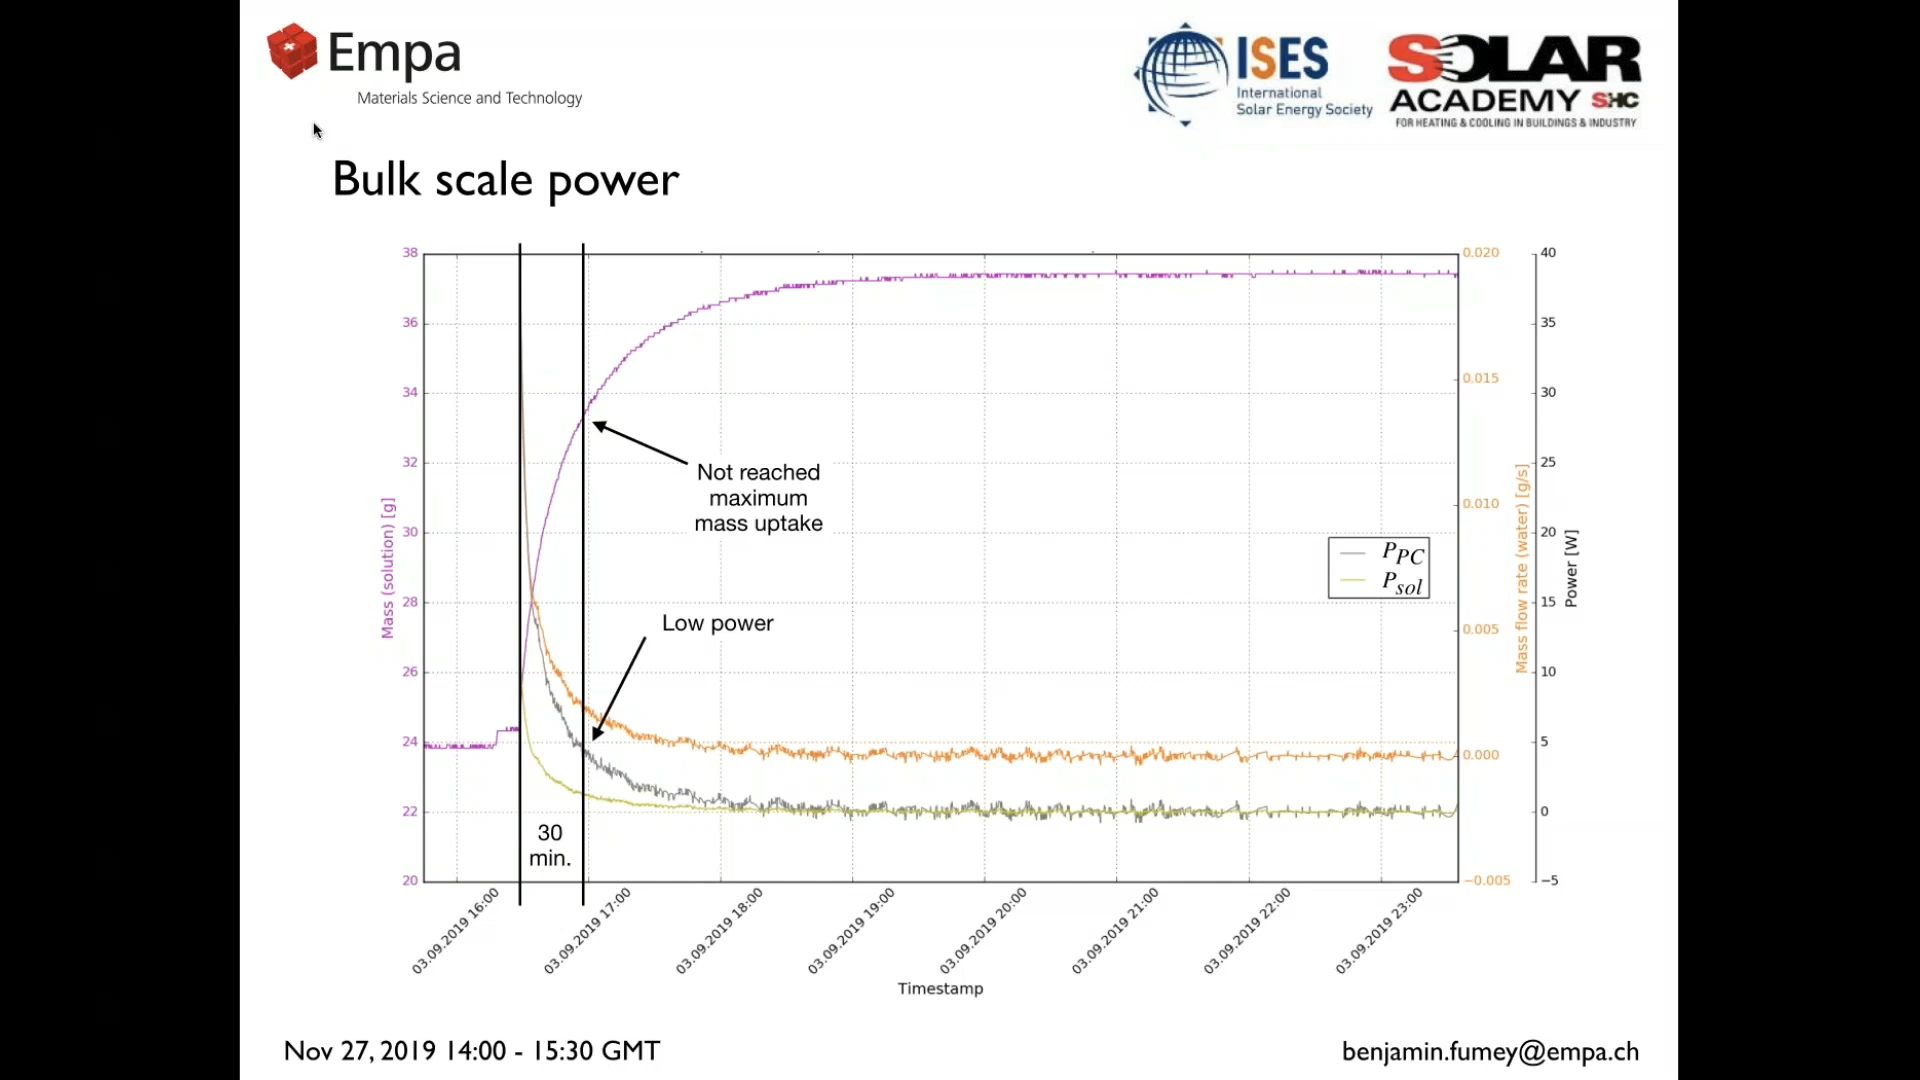 Empa
Materials Science and Technology
ISES
International
Solar Energy Society
SOLAR
ACADEMY SHC
FOR HEATING & COOLING IN BUILDINGS & INDUSTRY
Bulk scale power
38
36
34
32
30
28
26
24
22
20
Mass (solution) [g]
0.020
0.015
0.010
0.005
0.000
−0.005
Mass flow rate (water) [g/s]
40
35
30
25
20
15
10
5
0
−5
Power [W]
Not reached
maximum
mass uptake
Low power
P_PC
P_sol
30
min.
03.09.2019 16:00
03.09.2019 17:00
03.09.2019 18:00
03.09.2019 19:00
03.09.2019 20:00
03.09.2019 21:00
03.09.2019 22:00
03.09.2019 23:00
Timestamp
Nov 27, 2019 14:00 - 15:30 GMT
benjamin.fumey@empa.ch